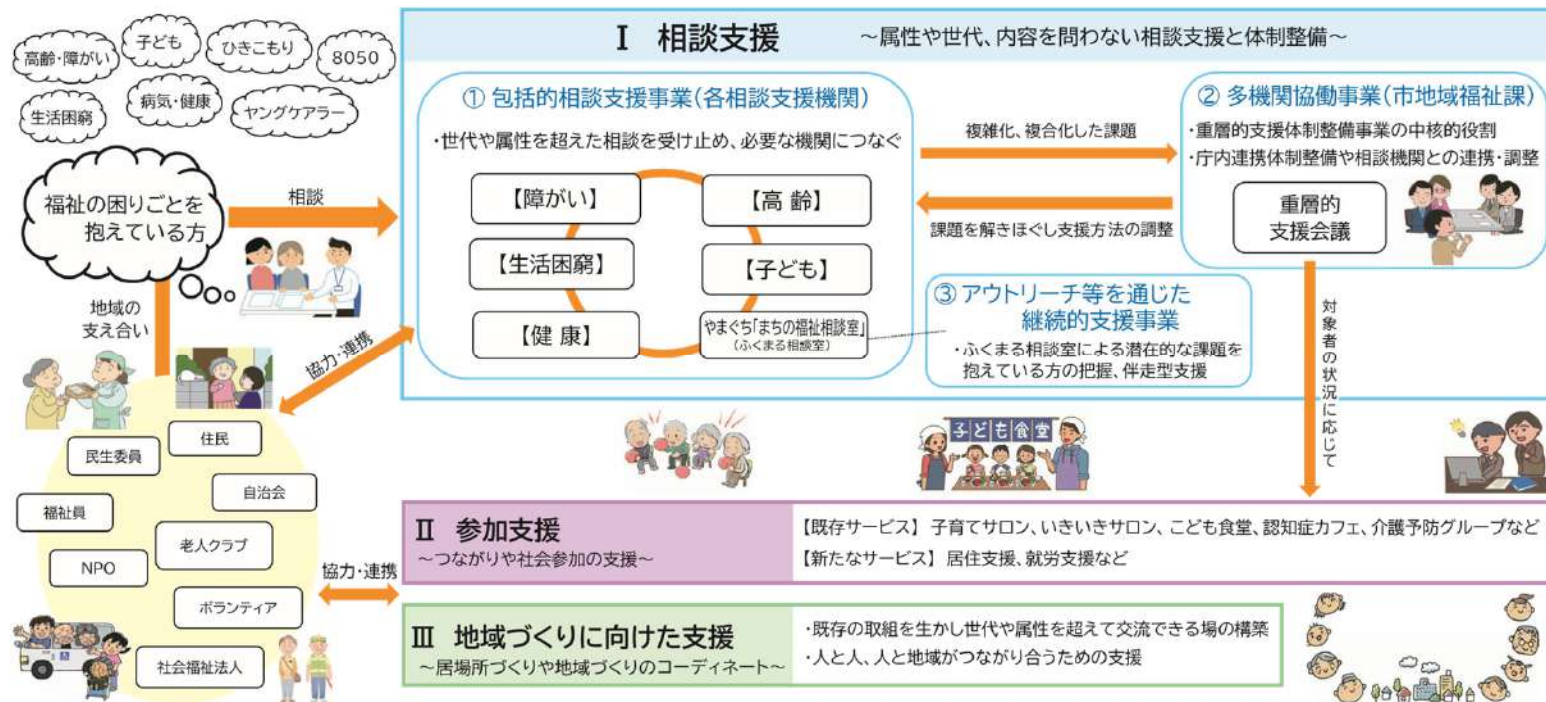 高齢・障がい
子ども
ひきこもり
8050
生活困窮
病気・健康
ヤングケアラー
福祉の困りごとを
抱えている方
相談
地域の
支え合い
協力・連携
Ⅰ 相談支援 ～属性や世代、内容を問わない相談支援と体制整備～
① 包括的相談支援事業(各相談支援機関)
・世代や属性を超えた相談を受け止め、必要な機関につなぐ
【障がい】
【高 齢】
【生活困窮】
【子ども】
【健 康】
やまぐち「まちの福祉相談室」
(ふくまる相談室)
複雑化、複合化した課題
課題を解きほぐし支援方法の調整
② 多機関協働事業(市地域福祉課)
・重層的支援体制整備事業の中核的役割
・庁内連携体制整備や相談機関との連携・調整
重層的
支援会議
③ アウトリーチ等を通じた
継続的支援事業
・ふくまる相談室による潜在的な課題を
抱えている方の把握、伴走型支援
対象者の状況に応じて
子ども食堂
住民
民生委員
自治会
福祉員
老人クラブ
NPO
ボランティア
社会福祉法人
協力・連携
Ⅱ 参加支援
～つながりや社会参加の支援～
【既存サービス】 子育てサロン、いきいきサロン、こども食堂、認知症カフェ、介護予防グループなど
【新たなサービス】 居住支援、就労支援など
Ⅲ 地域づくりに向けた支援
～居場所づくりや地域づくりのコーディネート～
・既存の取組を生かし世代や属性を超えて交流できる場の構築
・人と人、人と地域がつながり合うための支援